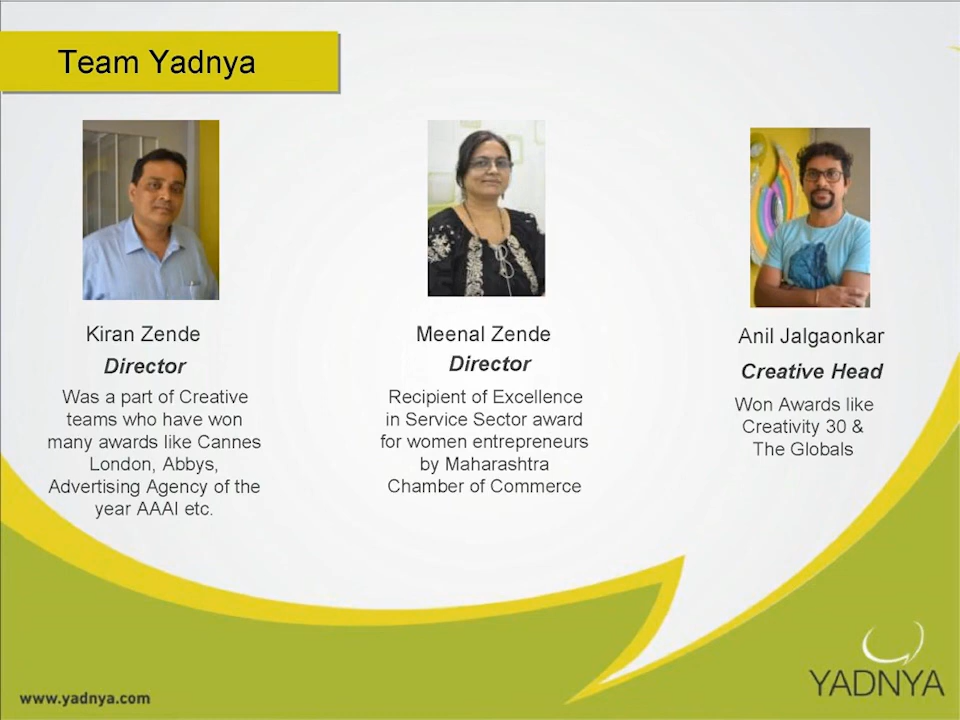 Team Yadnya
Kiran Zende
Director
Was a part of Creative
teams who have won
many awards like Cannes
London, Abbys,
Advertising Agency of the
year AAAI etc.
Meenal Zende
Director
Recipient of Excellence
in Service Sector award
for women entrepreneurs
by Maharashtra
Chamber of Commerce
Anil Jalgaonkar
Creative Head
Won Awards like
Creativity 30 &
The Globals
www.yadnya.com
YADNYA